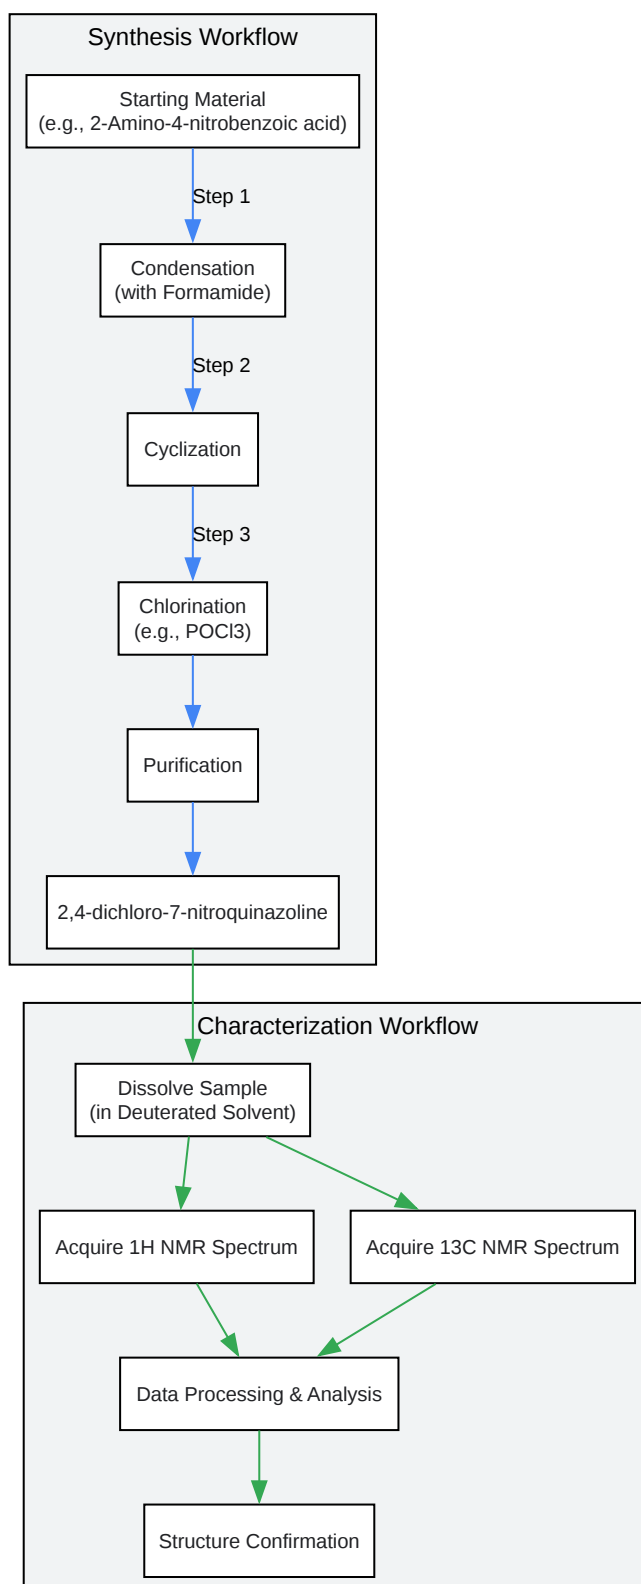 Synthesis Workflow
Starting Material
(e.g., 2-Amino-4-nitrobenzoic acid)
Step 1
Condensation
(with Formamide)
Step 2
Cyclization
Step 3
Chlorination
(e.g., POCl3)
Purification
2,4-dichloro-7-nitroquinazoline
Characterization Workflow
Dissolve Sample
(in Deuterated Solvent)
Acquire 1H NMR Spectrum
Acquire 13C NMR Spectrum
Data Processing & Analysis
Structure Confirmation